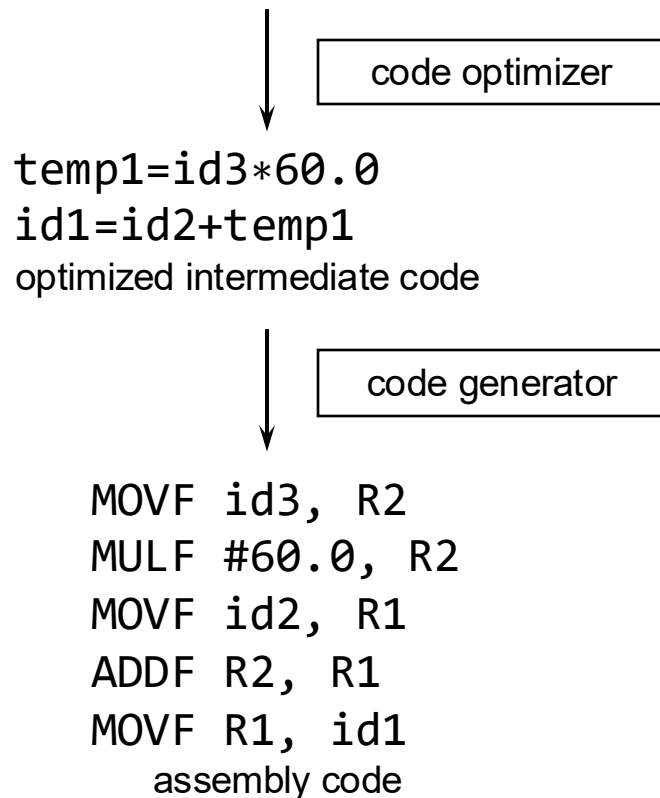 code optimizer
temp1=id3*60.0
id1=id2+temp1
optimized intermediate code
code generator
MOVF id3, R2
MULF #60.0, R2
MOVF id2, R1
ADDF R2, R1
MOVF R1, id1
assembly code